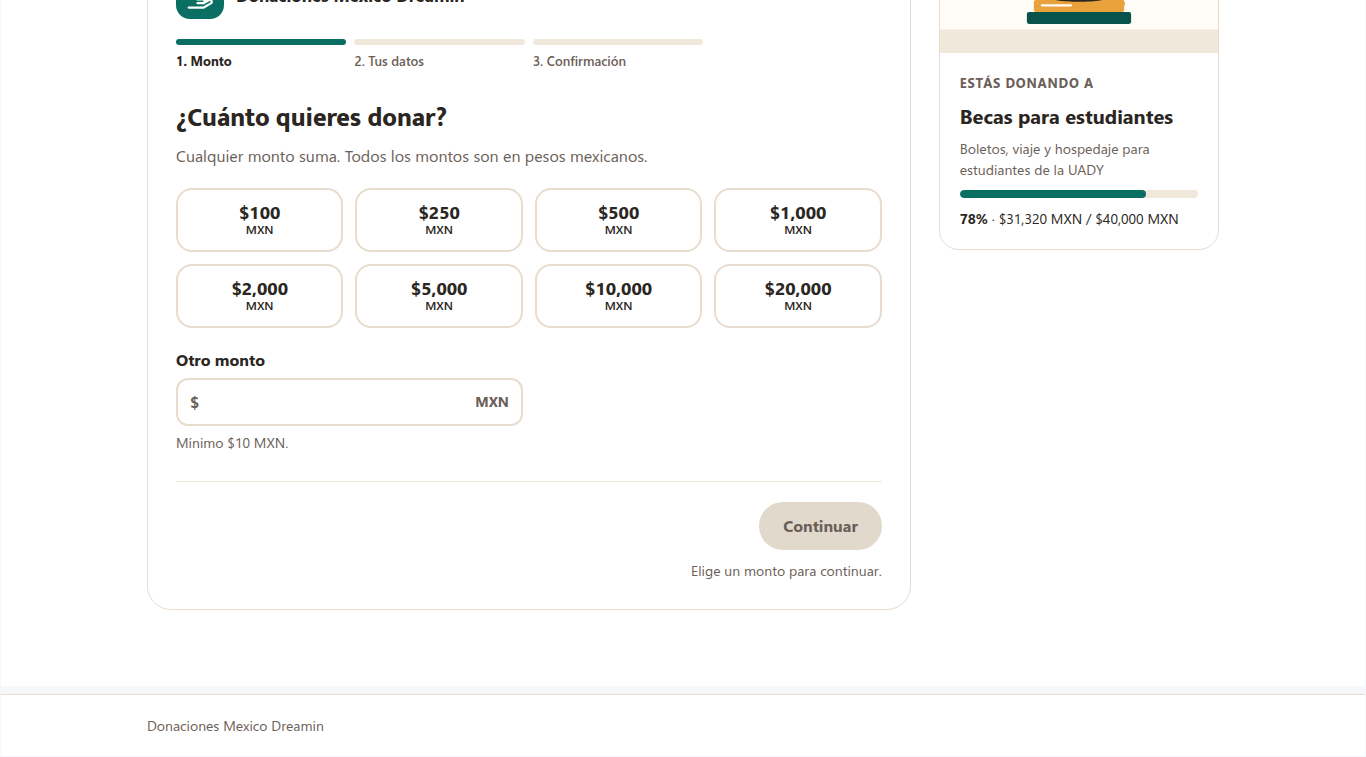 Donaciones Mexico Dreamin
1. Monto
2. Tus datos
3. Confirmación
¿Cuánto quieres donar?
Cualquier monto suma. Todos los montos son en pesos mexicanos.
$100
MXN
$250
MXN
$500
MXN
$1,000
MXN
$2,000
MXN
$5,000
MXN
$10,000
MXN
$20,000
MXN
Otro monto
$
MXN
Mínimo $10 MXN.
Continuar
Elige un monto para continuar.
ESTÁS DONANDO A
Becas para estudiantes
Boletos, viaje y hospedaje para
estudiantes de la UADY
78% · $31,320 MXN / $40,000 MXN
Donaciones Mexico Dreamin